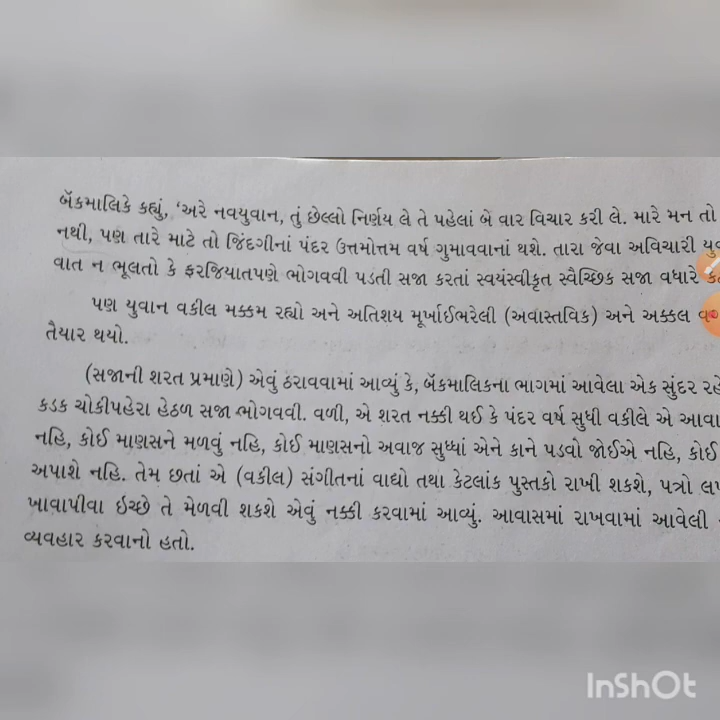 બૅંકમાલિકે કહ્યું, 'અરે નવયુવાન, તું છેલ્લો નિર્ણય લે તે પહેલાં બે વાર વિચાર કરી લે. મારે મન તો
નથી, પણ તારે માટે તો જિંદગીનાં પંદર ઉત્તમોત્તમ વર્ષ ગુમાવવાનાં થશે. તારા જેવા અવિચારી
વાત ન ભૂલતો કે ફરજિયાતપણે ભોગવવી પડતી સજા કરતાં સ્વયંસ્વીકૃત સ્વૈચ્છિક સજા વધારે
પણ યુવાન વકીલ મક્કમ રહ્યો અને અતિશય મૂર્ખાઈભરેલી (અવાસ્તવિક) અને અક્કલ
તૈયાર થયો.
(સજાની શરત પ્રમાણે) એવું ઠરાવવામાં આવ્યું કે, બૅંકમાલિકના ભાગમાં આવેલા એક સુંદર
કડક ચોકીપહેરા હેઠળ સજા ભોગવવી. વળી, એ શરત નક્કી થઈ કે પંદર વર્ષ સુધી વકીલે એ
નહિ, કોઈ માણસને મળવું નહિ, કોઈ માણસનો અવાજ સુધ્ધાં એને કાને પડવો જોઈએ નહિ, કોઈ
અપાશે નહિ. તેમ છતાં એ (વકીલ) સંગીતનાં વાદ્યો તથા કેટલાંક પુસ્તકો રાખી શકશે, પત્રો
ખાવાપીવા ઇચ્છે તે મેળવી શકશે એવું નક્કી કરવામાં આવ્યું. આવાસમાં રાખવામાં આવેલી
વ્યવહાર કરવાનો હતો.
InShOt